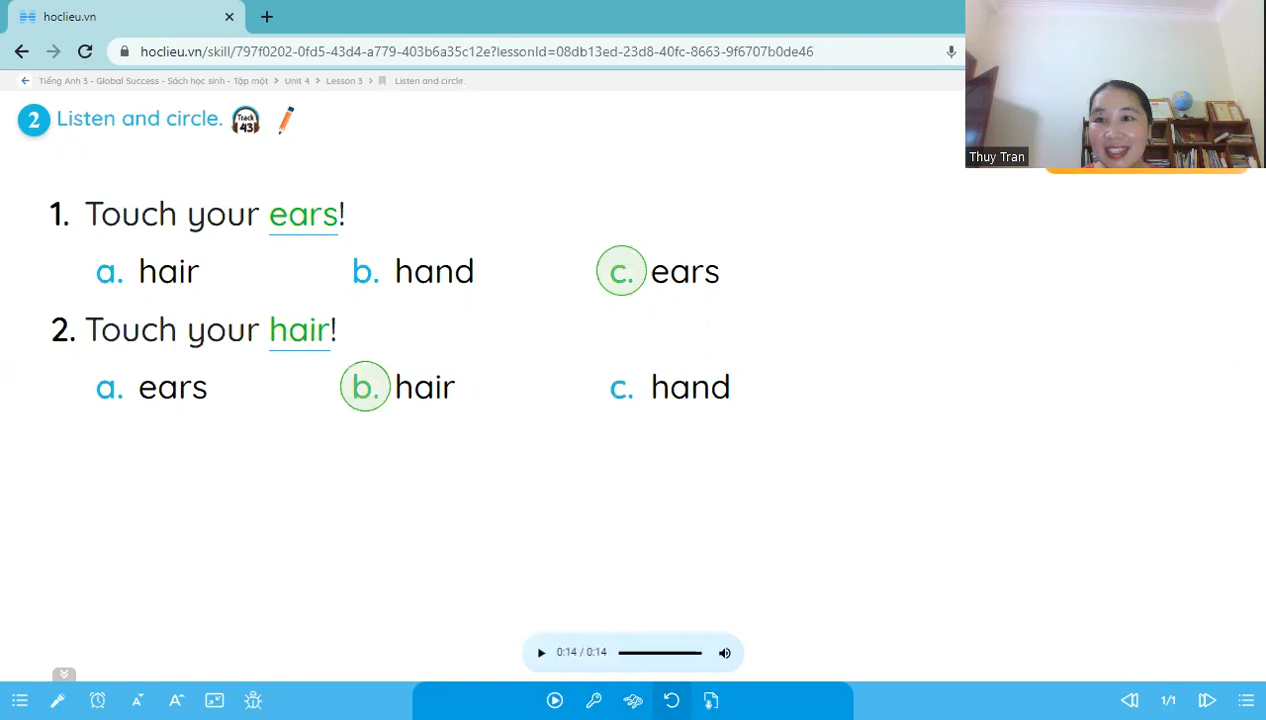 hoclieu.vn
hoclieu.vn/skill/797f0202-0fd5-43d4-a779-403b6a35c12e?lessonId=08db13ed-23d8-40fc-8663-9f6707b0de46
Tiếng Anh 3 - Global Success - Sách học sinh - Tập một > Unit 4 > Lesson 3 > Listen and circle.
Thuy Tran
2 Listen and circle. Track 43
1. Touch your ears!
a. hair b. hand c. ears
2. Touch your hair!
a. ears b. hair c. hand
0:14 / 0:14
A A 1/1